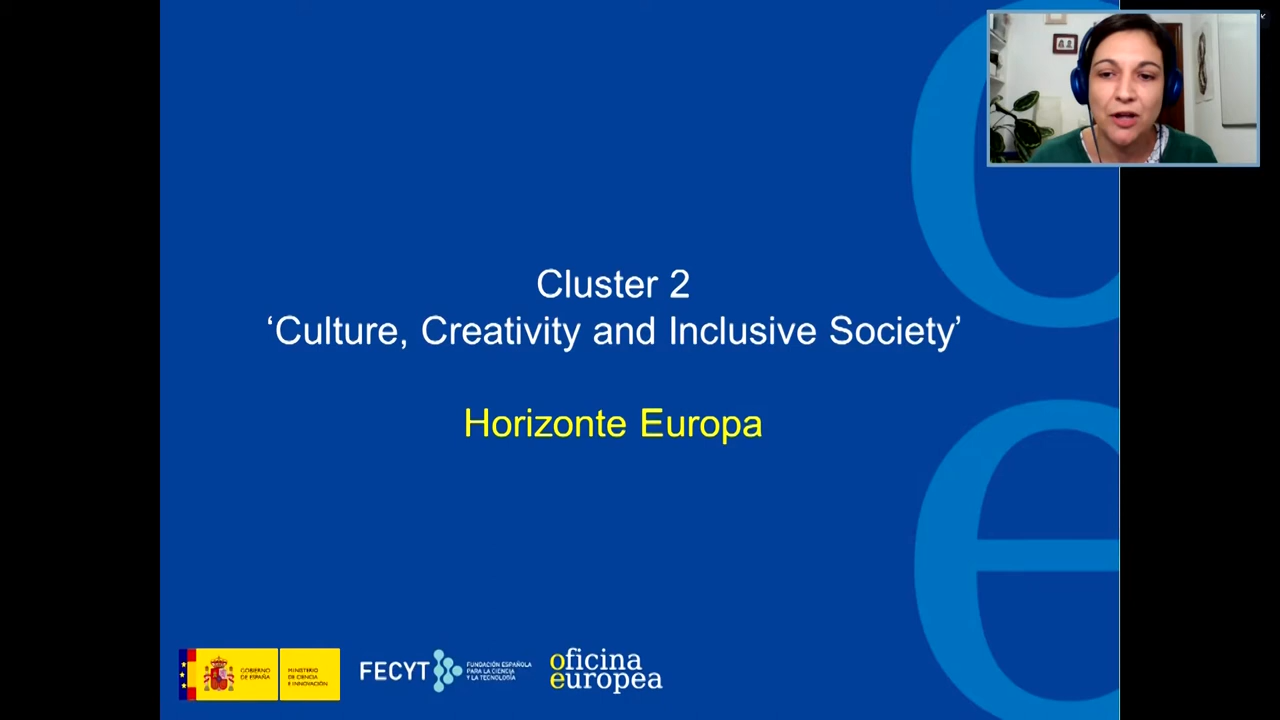 Cluster 2
‘Culture, Creativity and Inclusive Society’
Horizonte Europa
GOBIERNO
DE ESPAÑA
MINISTERIO
DE CIENCIA
E INNOVACIÓN
FECYT
FUNDACIÓN ESPAÑOLA
PARA LA CIENCIA
Y LA TECNOLOGÍA
oficina
europea
o
e